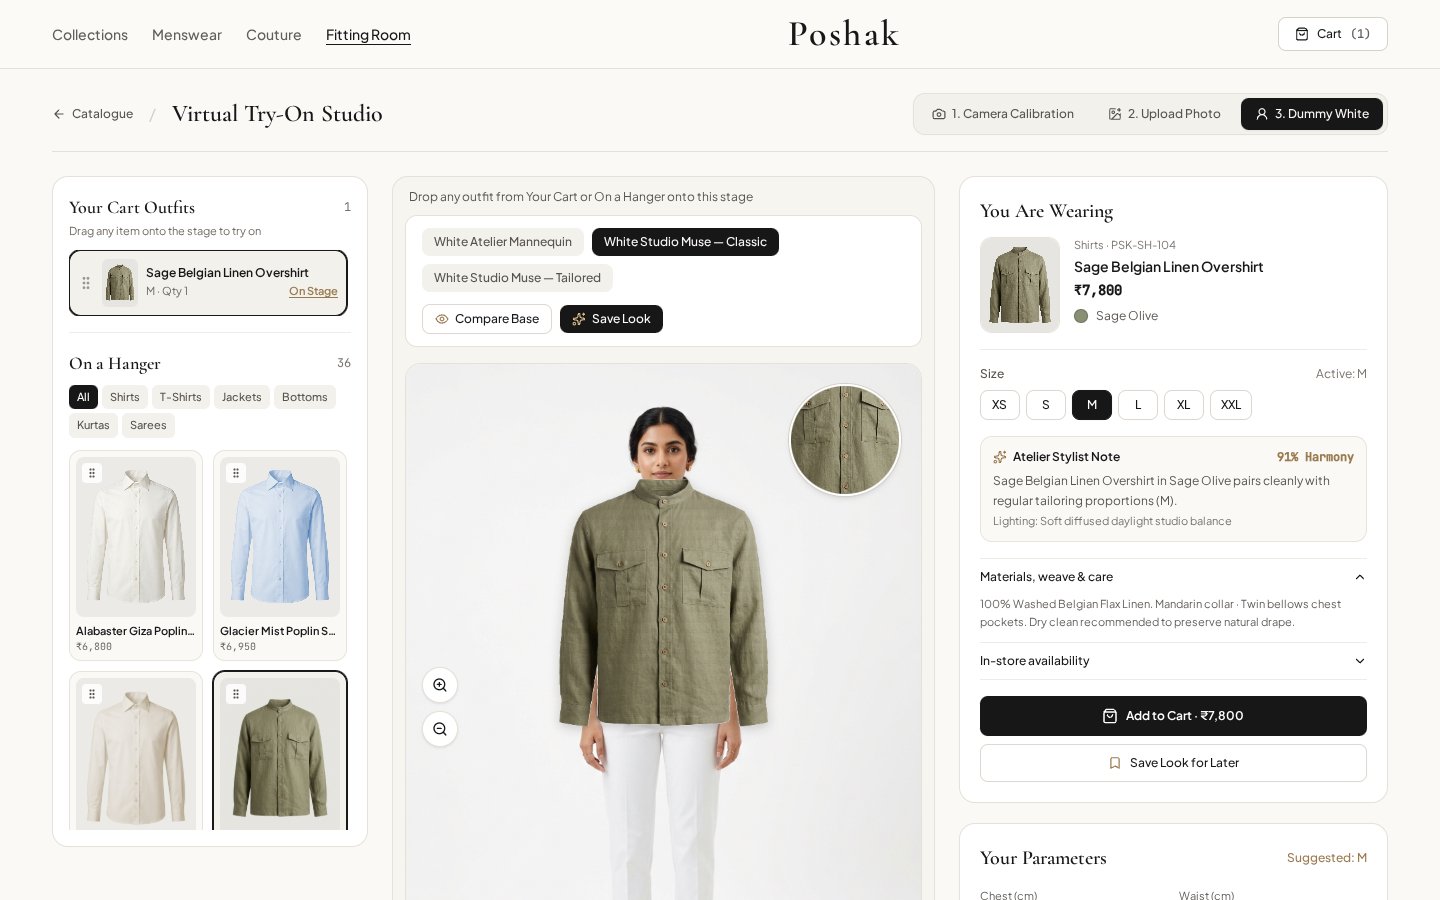 Collections Menswear Couture Fitting Room
Poshak
Cart (1)
Catalogue / Virtual Try-On Studio
1. Camera Calibration 2. Upload Photo 3. Dummy White
Your Cart Outfits 1
Drag any item onto the stage to try on
Sage Belgian Linen Overshirt
M · Qty 1 On Stage
On a Hanger 36
All Shirts T-Shirts Jackets Bottoms
Kurtas Sarees
Alabaster Giza Poplin... Glacier Mist Poplin S...
₹6,800 ₹6,950
Drop any outfit from Your Cart or On a Hanger onto this stage
White Atelier Mannequin White Studio Muse — Classic
White Studio Muse — Tailored
Compare Base Save Look
You Are Wearing
Shirts · PSK-SH-104
Sage Belgian Linen Overshirt
₹7,800
Sage Olive
Size Active: M
XS S M L XL XXL
Atelier Stylist Note 91% Harmony
Sage Belgian Linen Overshirt in Sage Olive pairs cleanly with
regular tailoring proportions (M).
Lighting: Soft diffused daylight studio balance
Materials, weave & care
100% Washed Belgian Flax Linen. Mandarin collar · Twin bellows chest
pockets. Dry clean recommended to preserve natural drape.
In-store availability
Add to Cart · ₹7,800
Save Look for Later
Your Parameters Suggested: M
Chest (cm) Waist (cm)